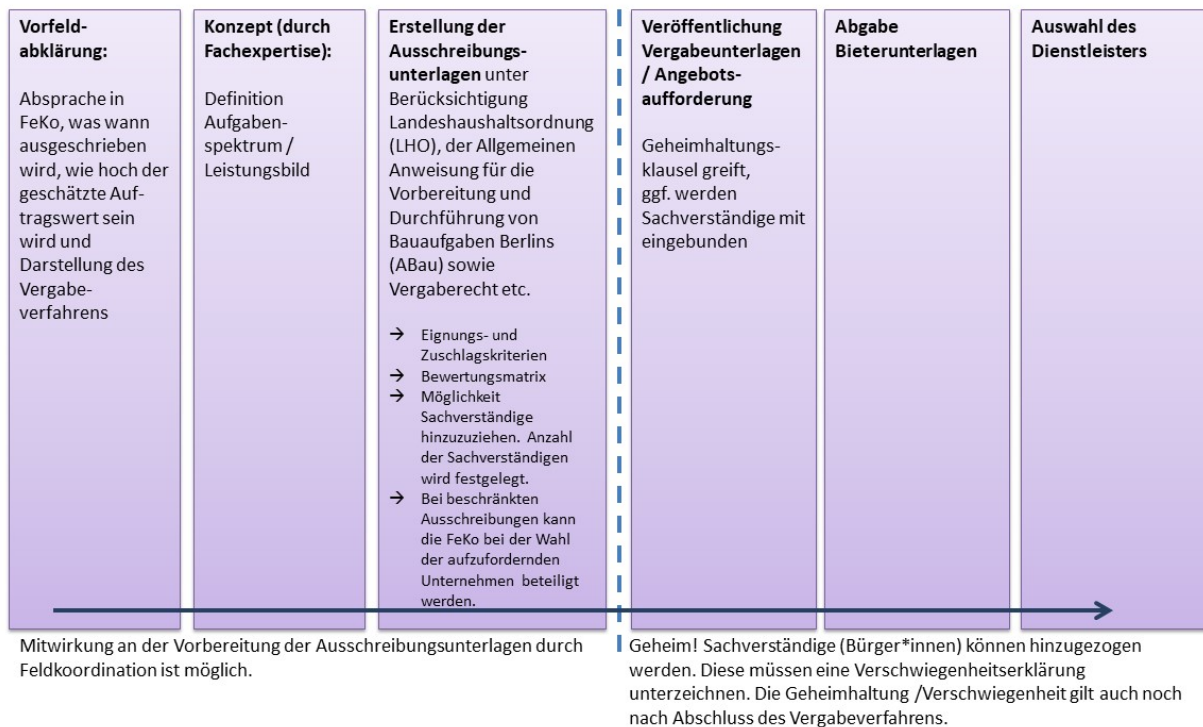 Vorfeld-
abklärung:
Absprache in
FeKo, was wann
ausgeschrieben
wird, wie hoch der
geschätzte Auf-
tragswert sein
wird und
Darstellung des
Vergabe-
verfahrens
Konzept (durch
Fachexpertise):
Definition
Aufgaben-
spektrum /
Leistungsbild
Erstellung der
Ausschreibungs-
unterlagen unter
Berücksichtigung
Landeshaushaltsordnung
(LHO), der Allgemeinen
Anweisung für die
Vorbereitung und
Durchführung von
Bauaufgaben Berlins
(ABau) sowie
Vergaberecht etc.
→ Eignungs- und
Zuschlagskriterien
→ Bewertungsmatrix
→ Möglichkeit
Sachverständige
hinzuzuziehen. Anzahl
der Sachverständigen
wird festgelegt.
→ Bei beschränkten
Ausschreibungen kann
die FeKo bei der Wahl
der aufzufordernden
Unternehmen beteiligt
werden.
Veröffentlichung
Vergabeunterlagen
/ Angebots-
aufforderung
Geheimhaltungs-
klausel greift,
ggf. werden
Sachverständige mit
eingebunden
Abgabe
Bieterunterlagen
Auswahl des
Dienstleisters
Mitwirkung an der Vorbereitung der Ausschreibungsunterlagen durch
Feldkoordination ist möglich.
Geheim! Sachverständige (Bürger*innen) können hinzugezogen
werden. Diese müssen eine Verschwiegenheitserklärung
unterzeichnen. Die Geheimhaltung /Verschwiegenheit gilt auch noch
nach Abschluss des Vergabeverfahrens.